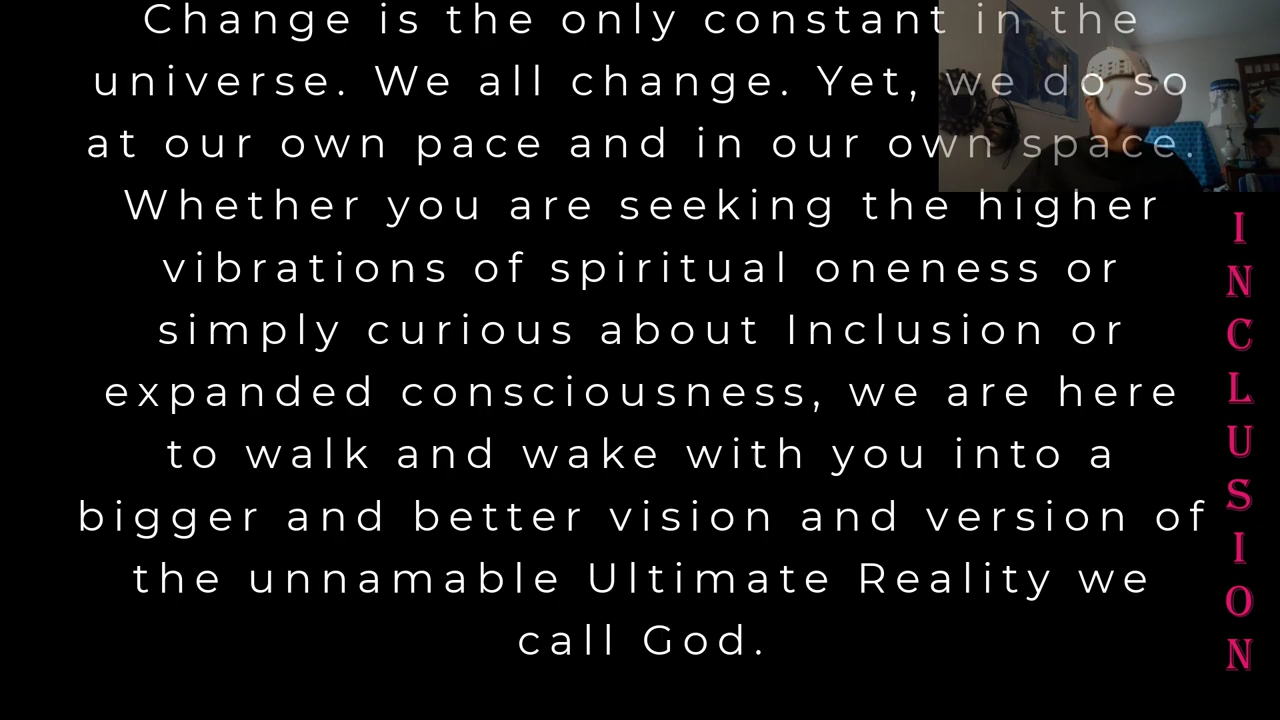 Change is the only constant in the
universe. We all change. Yet, we do so
at our own pace and in our own space.
Whether you are seeking the higher
vibrations of spiritual oneness or
simply curious about Inclusion or
expanded consciousness, we are here
to walk and wake with you into a
bigger and better vision and version of
the unnamable Ultimate Reality we
call God.
INCLUSION